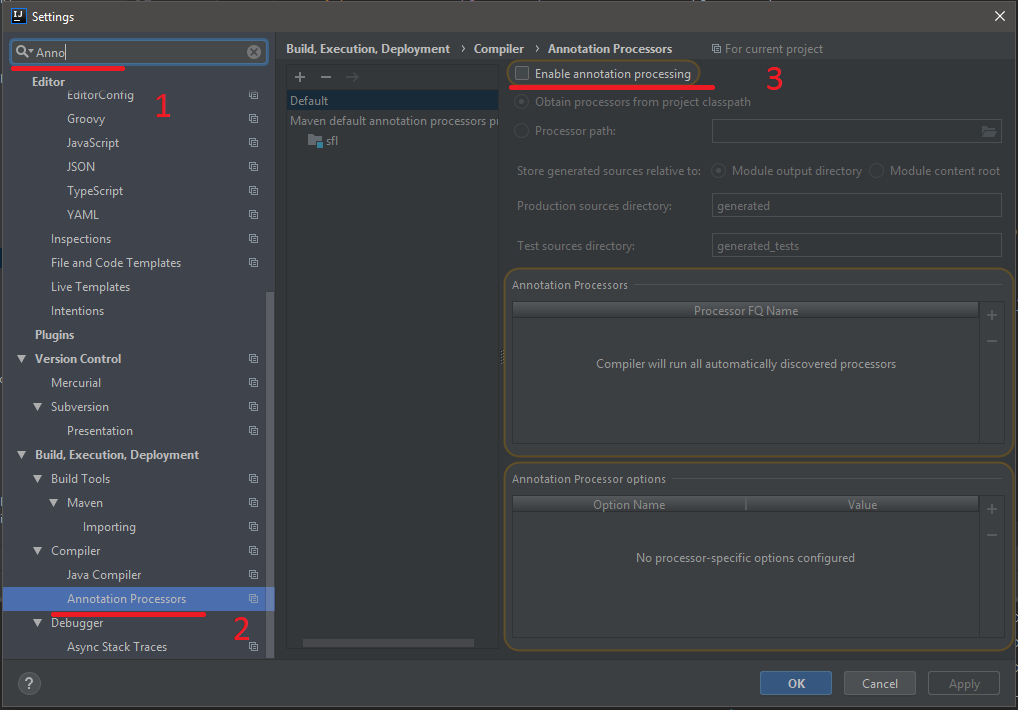 Settings
Anno
1
Editor
EditorConfig
Groovy
JavaScript
JSON
TypeScript
YAML
Inspections
File and Code Templates
Live Templates
Intentions
Plugins
Version Control
Mercurial
Subversion
Presentation
Build, Execution, Deployment
Build Tools
Maven
Importing
Compiler
Java Compiler
Annotation Processors
2
Debugger
Async Stack Traces
Build, Execution, Deployment › Compiler › Annotation Processors For current project
Default
Maven default annotation processors pr
sfl
Enable annotation processing
3
Obtain processors from project classpath
Processor path:
Store generated sources relative to: Module output directory Module content root
Production sources directory: generated
Test sources directory: generated_tests
Annotation Processors
Processor FQ Name
Compiler will run all automatically discovered processors
Annotation Processor options
Option Name Value
No processor-specific options configured
? OK Cancel Apply